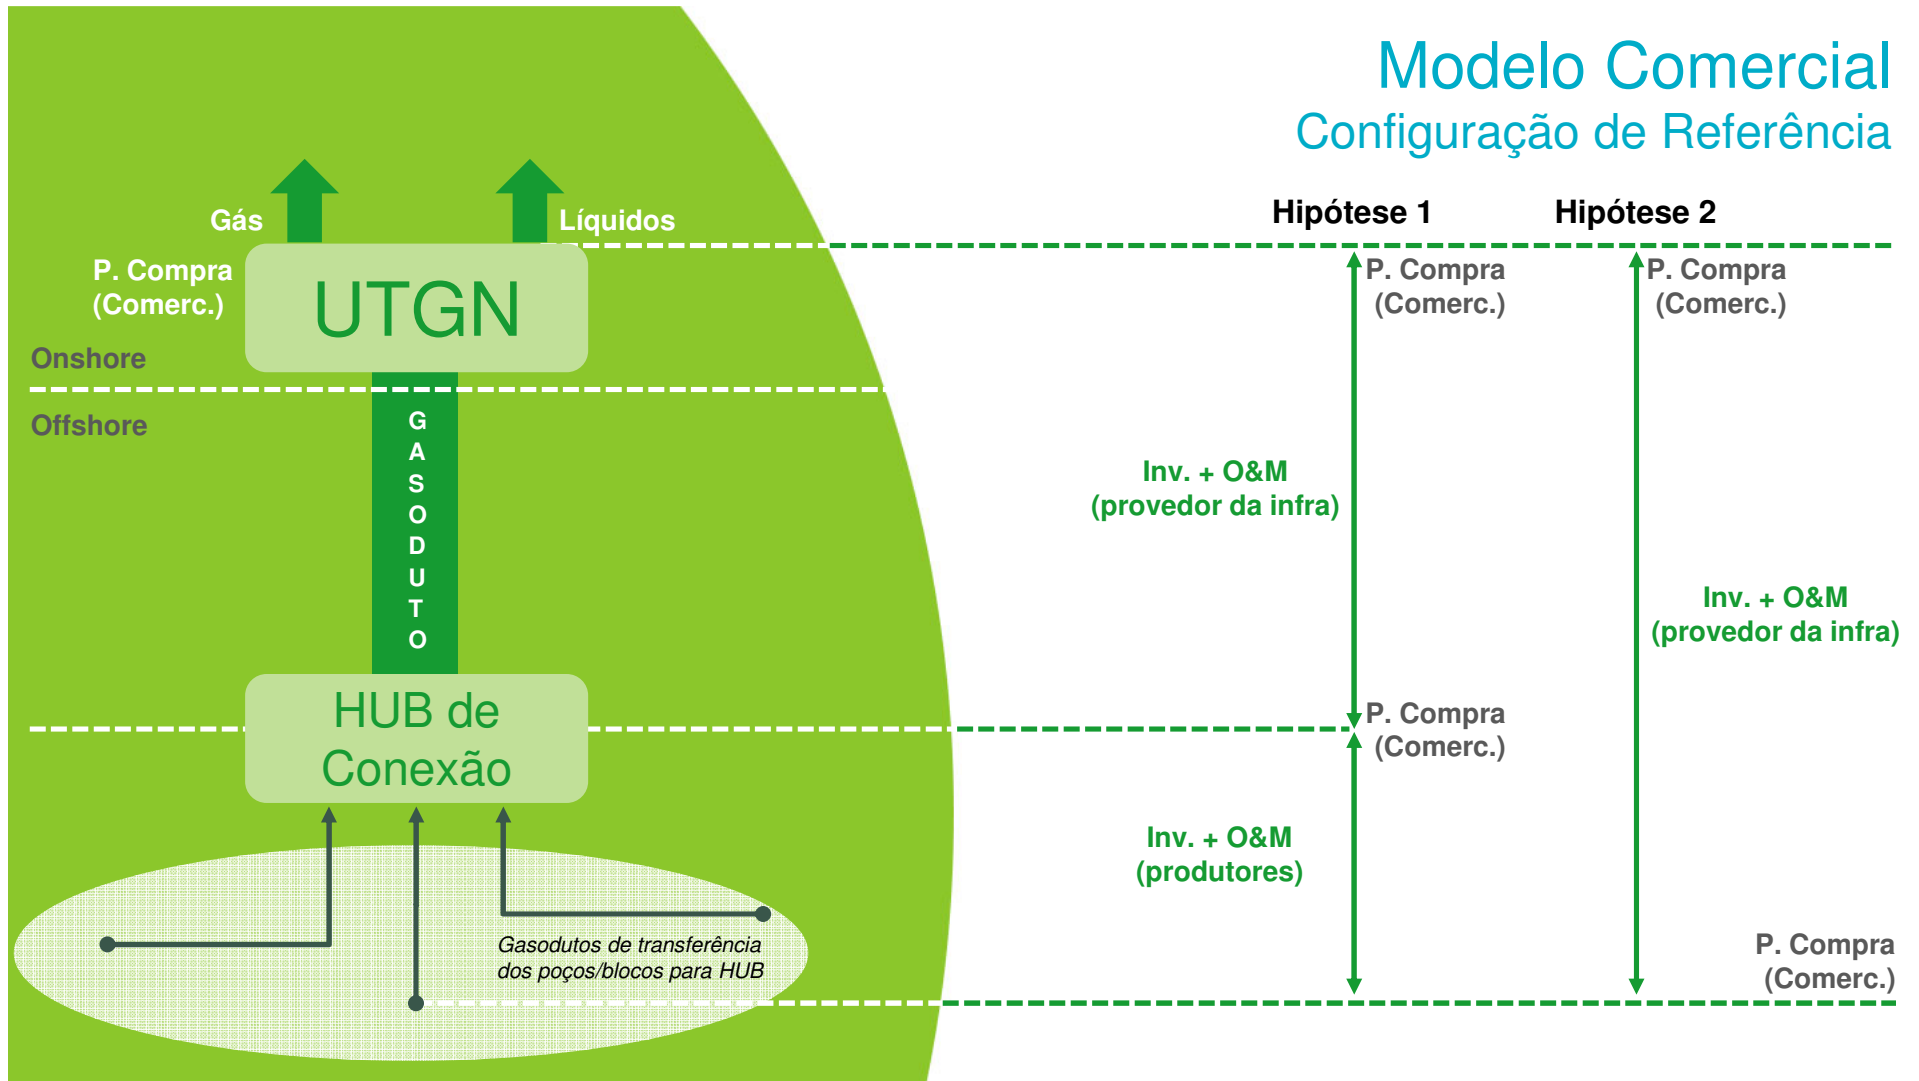 Modelo Comercial
Configuração de Referência
Hipótese 1
Hipótese 2
Gás
Líquidos
P. Compra
(Comerc.)
UTGN
Onshore
Offshore
G
A
S
O
D
U
T
O
HUB de
Conexão
Gasodutos de transferência
dos poços/blocos para HUB
P. Compra
(Comerc.)
Inv. + O&M
(provedor da infra)
P. Compra
(Comerc.)
Inv. + O&M
(produtores)
P. Compra
(Comerc.)
Inv. + O&M
(provedor da infra)
P. Compra
(Comerc.)